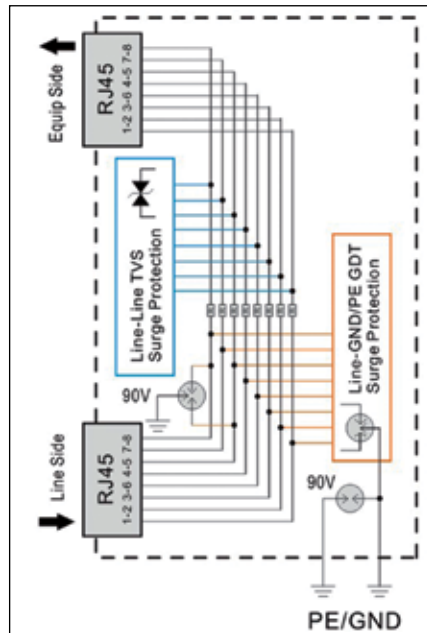 Equip Side
RJ45
1-2 3-6 4-5 7-8
Line-Line TVS
Surge Protection
Line-GND/PE GDT
Surge Protection
90V
Line Side
RJ45
1-2 3-6 4-5 7-8
90V
PE/GND